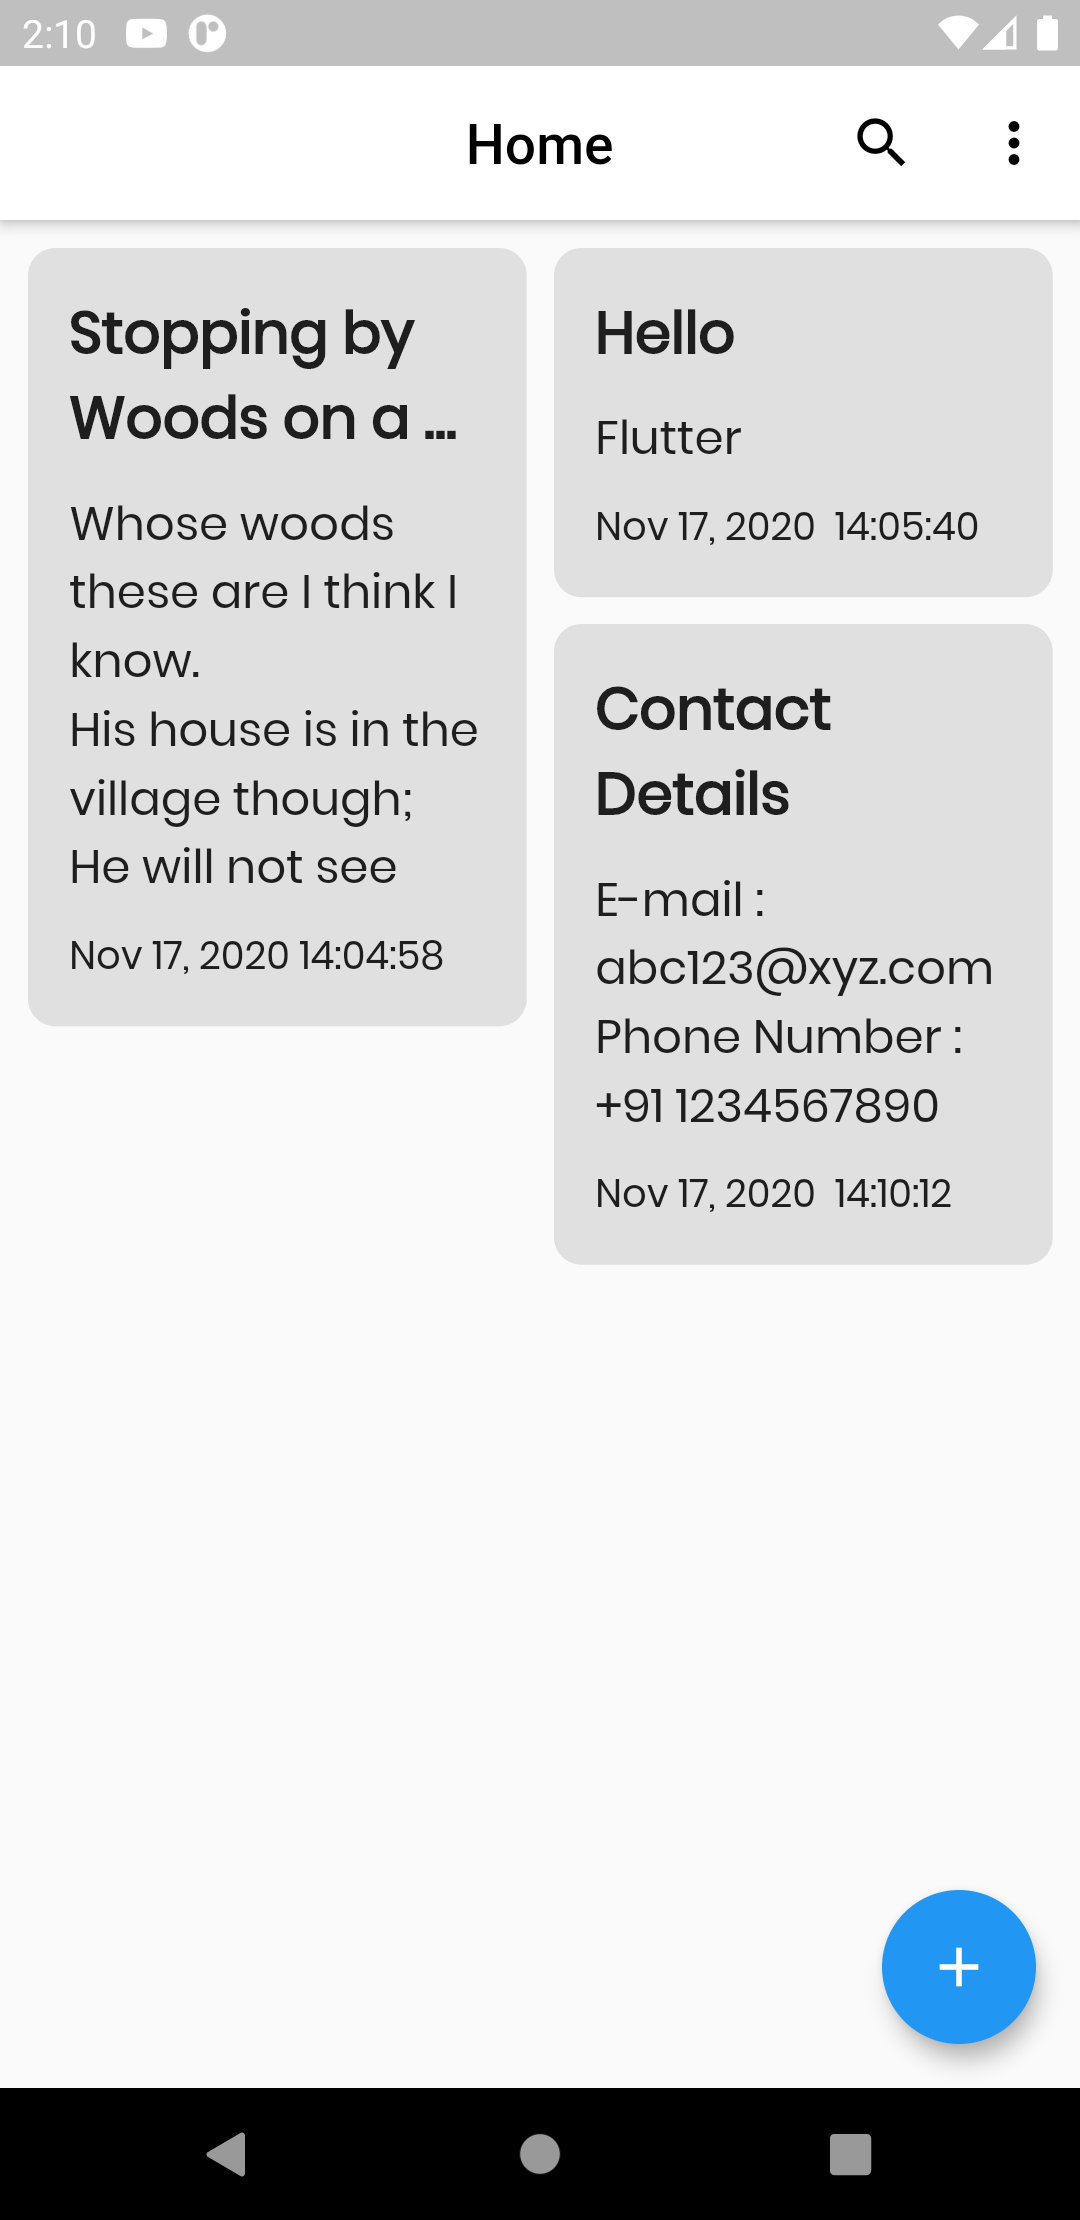 2:10
Home
Stopping by
Woods on a ...
Whose woods
these are I think I
know.
His house is in the
village though;
He will not see
Nov 17, 2020 14:04:58
Hello
Flutter
Nov 17, 2020  14:05:40
Contact
Details
E-mail :
abc123@xyz.com
Phone Number :
+91 1234567890
Nov 17, 2020  14:10:12